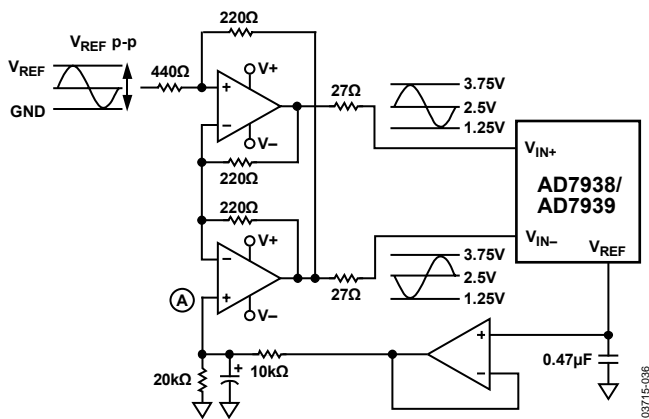 220Ω
V_REF p-p
V_REF
GND
440Ω
+
V+
−
V−
27Ω
3.75V
2.5V
1.25V
220Ω
220Ω
V_IN+
AD7938/
AD7939
V_IN−
V_REF
V+
−
+
V−
A
27Ω
3.75V
2.5V
1.25V
+
−
0.47µF
20kΩ
+
10kΩ
03715-036